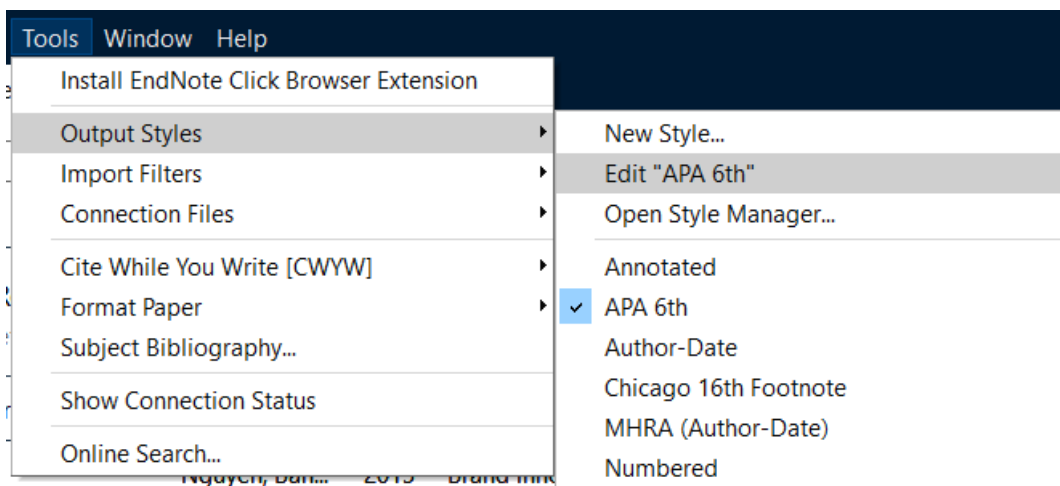 Tools Window Help
Install EndNote Click Browser Extension
Output Styles
Import Filters
Connection Files
Cite While You Write [CWYW]
Format Paper
Subject Bibliography...
Show Connection Status
Online Search...
New Style...
Edit "APA 6th"
Open Style Manager...
Annotated
APA 6th
Author-Date
Chicago 16th Footnote
MHRA (Author-Date)
Numbered